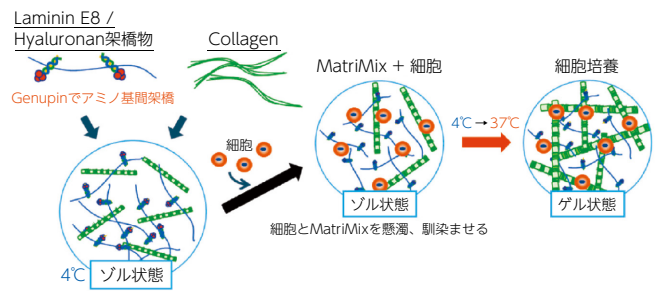 Laminin E8 /
Hyaluronan架橋物
Collagen
Genupinでアミノ基間架橋
細胞
4℃
ゾル状態
MatriMix + 細胞
ゾル状態
細胞とMatriMixを懸濁、馴染ませる
4℃→37℃
細胞培養
ゲル状態